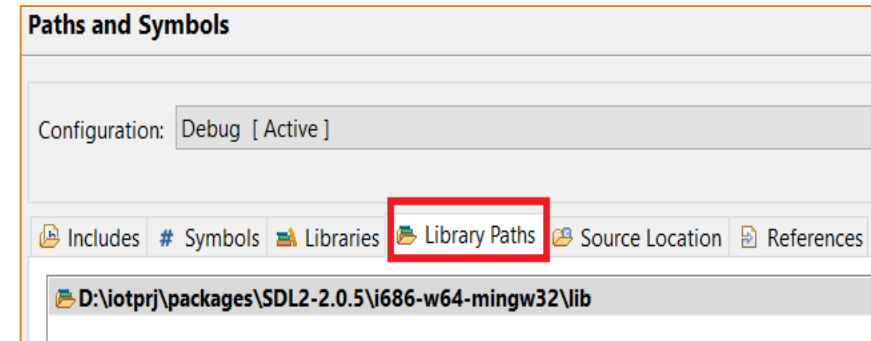 Paths and Symbols
Configuration: Debug [ Active ]
Includes # Symbols Libraries Library Paths Source Location References
D:\iotprj\packages\SDL2-2.0.5\i686-w64-mingw32\lib